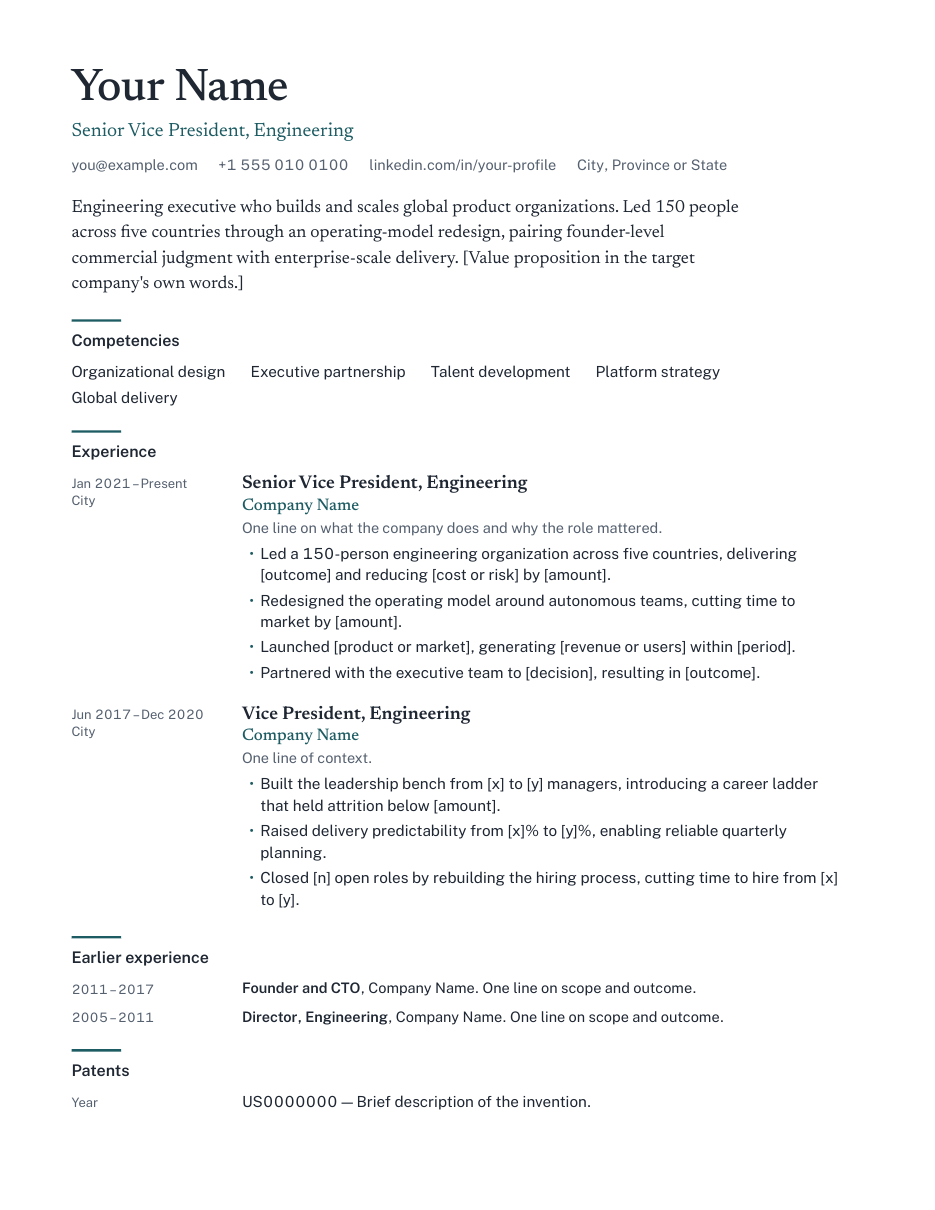 Your Name
Senior Vice President, Engineering
you@example.com +1 555 010 0100 linkedin.com/in/your-profile City, Province or State
Engineering executive who builds and scales global product organizations. Led 150 people
across five countries through an operating-model redesign, pairing founder-level
commercial judgment with enterprise-scale delivery. [Value proposition in the target
company's own words.]
Competencies
Organizational design Executive partnership Talent development Platform strategy
Global delivery
Experience
Jan 2021–Present
City
Senior Vice President, Engineering
Company Name
One line on what the company does and why the role mattered.
• Led a 150-person engineering organization across five countries, delivering
[outcome] and reducing [cost or risk] by [amount].
• Redesigned the operating model around autonomous teams, cutting time to
market by [amount].
• Launched [product or market], generating [revenue or users] within [period].
• Partnered with the executive team to [decision], resulting in [outcome].
Jun 2017–Dec 2020
City
Vice President, Engineering
Company Name
One line of context.
• Built the leadership bench from [x] to [y] managers, introducing a career ladder
that held attrition below [amount].
• Raised delivery predictability from [x]% to [y]%, enabling reliable quarterly
planning.
• Closed [n] open roles by rebuilding the hiring process, cutting time to hire from [x]
to [y].
Earlier experience
2011–2017 Founder and CTO, Company Name. One line on scope and outcome.
2005–2011 Director, Engineering, Company Name. One line on scope and outcome.
Patents
Year US0000000 — Brief description of the invention.